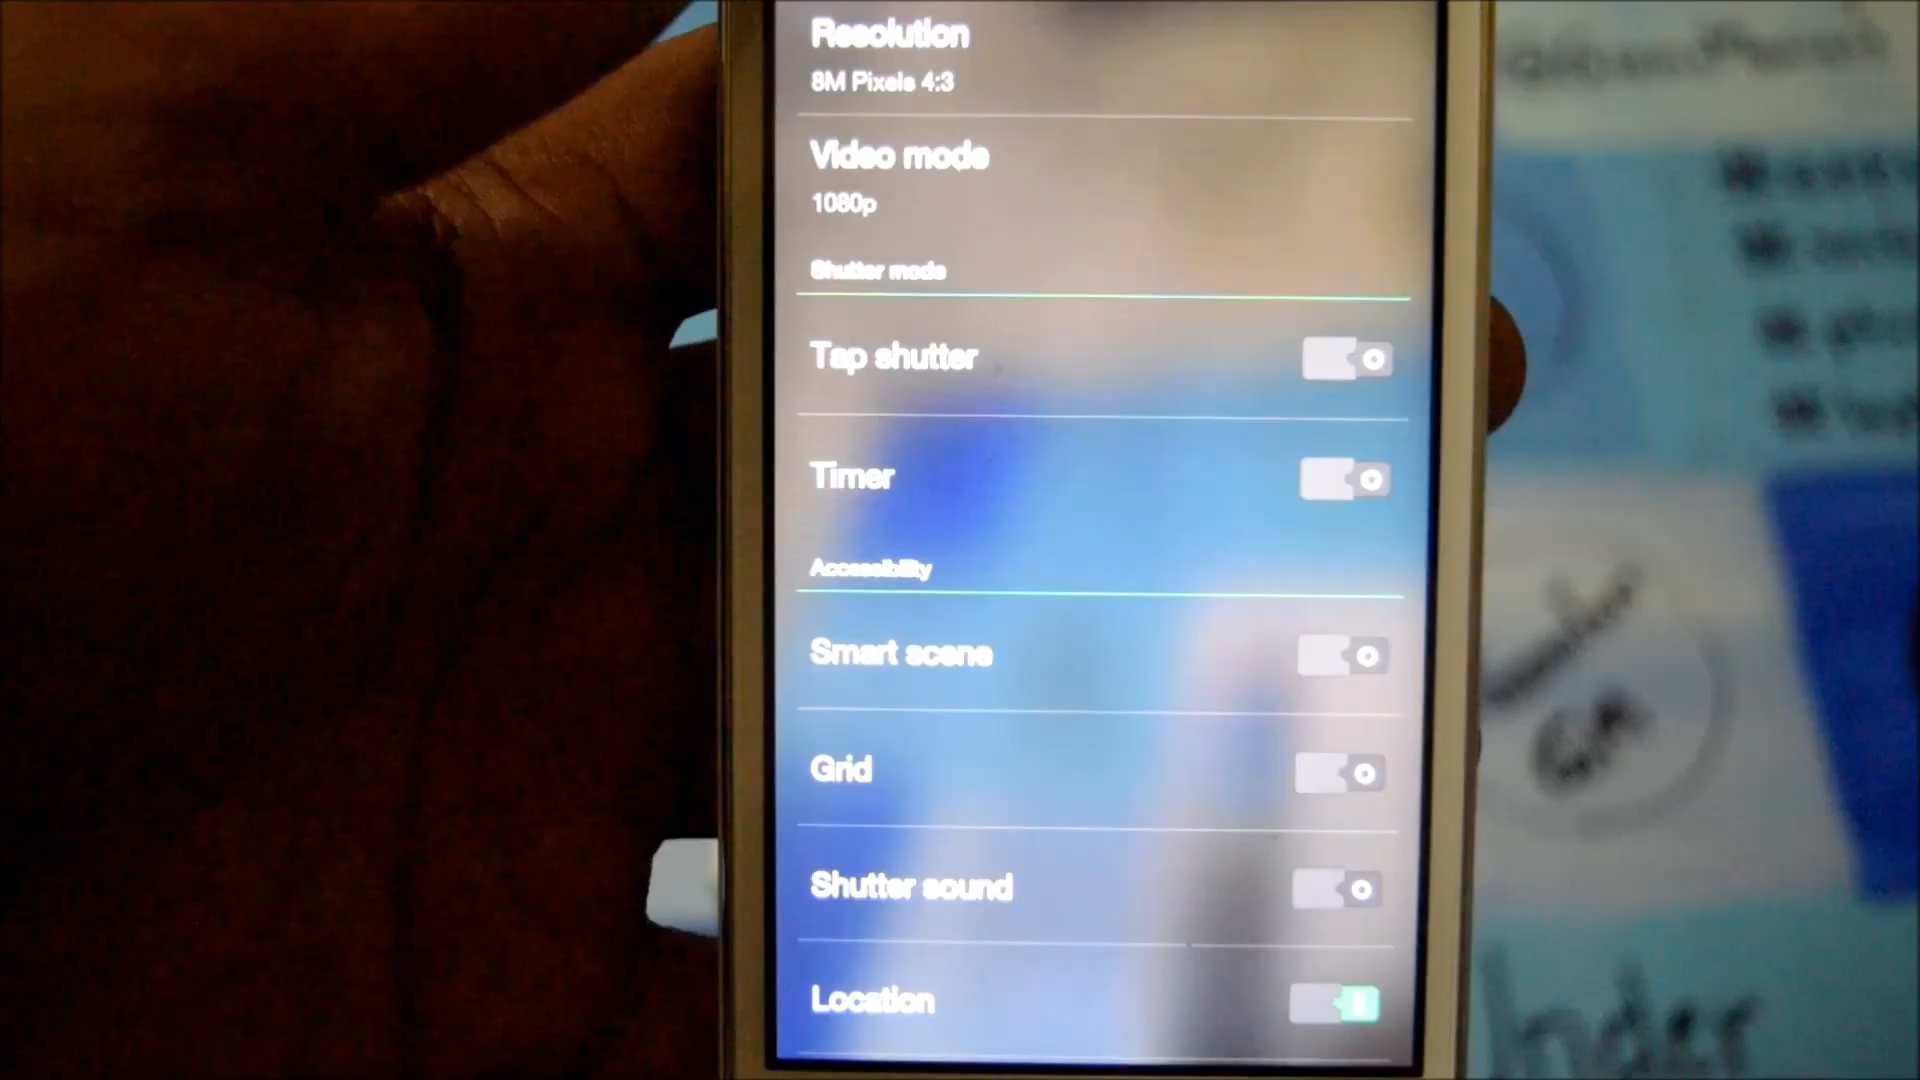 Resolution
8M Pixels 4:3
Video mode
1080p
Shutter mode
Tap shutter
Timer
Accessibility
Smart scene
Grid
Shutter sound
Location